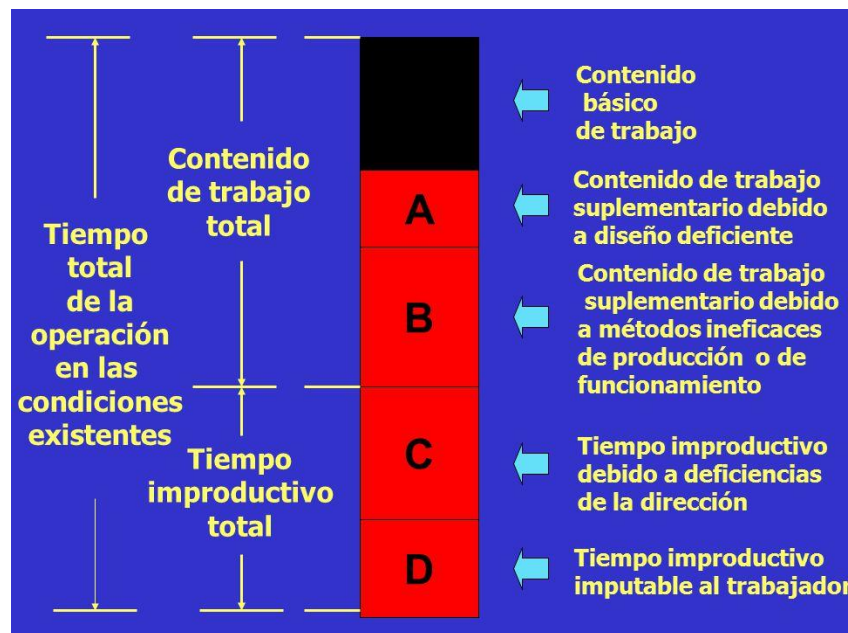 Tiempo
total
de la
operación
en las
condiciones
existentes
Contenido
de trabajo
total
Tiempo
improductivo
total
A
B
C
D
Contenido
básico
de trabajo
Contenido de trabajo
suplementario debido
a diseño deficiente
Contenido de trabajo
suplementario debido
a métodos ineficaces
de producción o de
funcionamiento
Tiempo improductivo
debido a deficiencias
de la dirección
Tiempo improductivo
imputable al trabajador